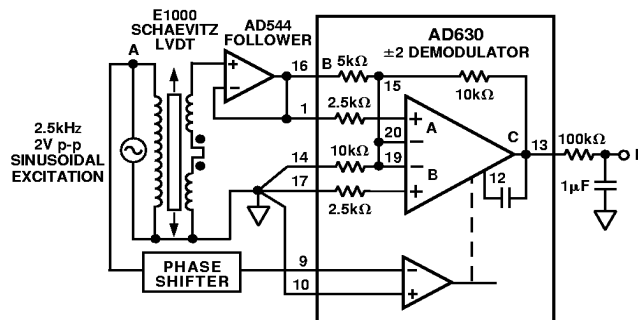 E1000
SCHAEVITZ
LVDT
AD544
FOLLOWER
AD630
±2 DEMODULATOR
A
16
B
5kΩ
15
10kΩ
1
2.5kΩ
A
20
19
C
13
100kΩ
D
2.5kHz
2V p-p
SINUSOIDAL
EXCITATION
14
10kΩ
17
B
12
1μF
2.5kΩ
PHASE
SHIFTER
9
10